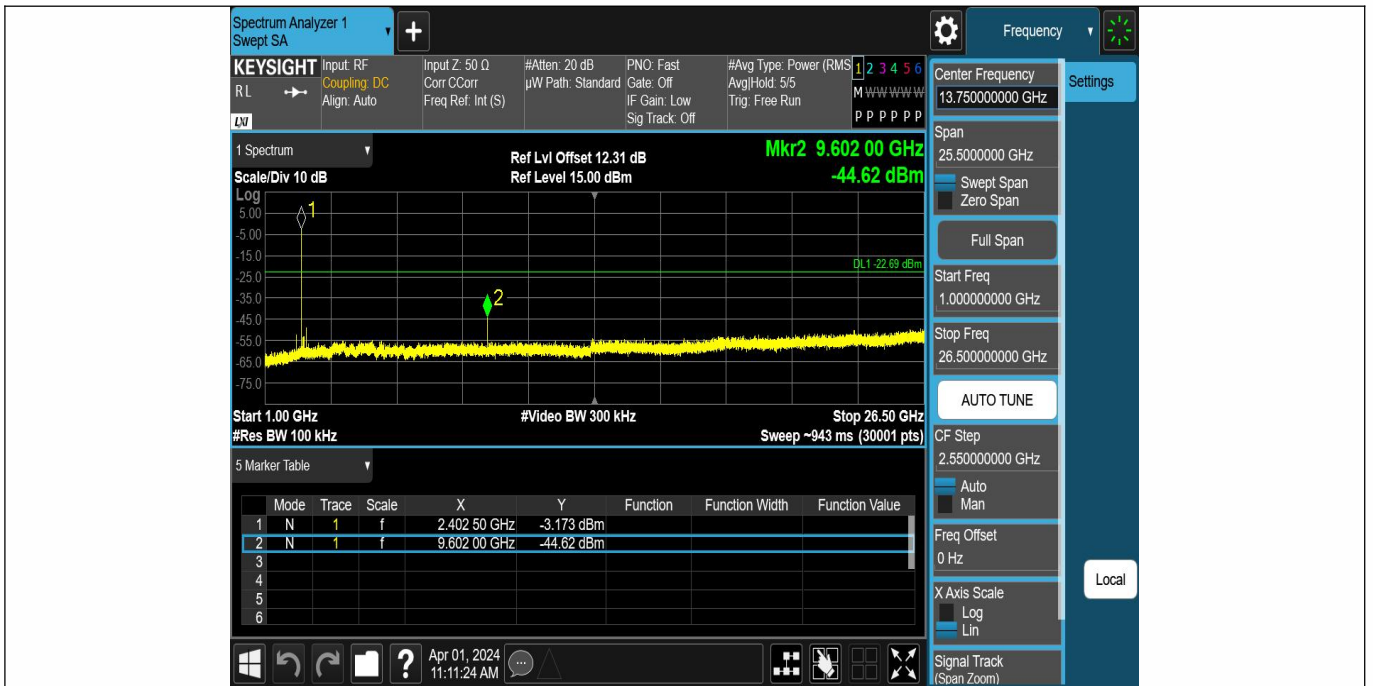 Spectrum Analyzer 1
Swept SA
+
Frequency
KEYSIGHT
RL
LXI
Input: RF
Coupling: DC
Align: Auto
Input Z: 50 Ω
Corr CCorr
Freq Ref: Int (S)
#Atten: 20 dB
µW Path: Standard
PNO: Fast
Gate: Off
IF Gain: Low
Sig Track: Off
#Avg Type: Power (RMS
Avg|Hold: 5/5
Trig: Free Run
1 2 3 4 5 6
M W W W W W
P P P P P P
1 Spectrum
Scale/Div 10 dB
Ref Lvl Offset 12.31 dB
Ref Level 15.00 dBm
Mkr2 9.602 00 GHz
-44.62 dBm
Log
5.00
-5.00
-15.0
-25.0
-35.0
-45.0
-55.0
-65.0
-75.0
1
2
DL1 -22.69 dBm
Start 1.00 GHz
#Video BW 300 kHz
Stop 26.50 GHz
#Res BW 100 kHz
Sweep ~943 ms (30001 pts)
5 Marker Table
Mode Trace Scale X Y Function Function Width Function Value
1 N 1 f 2.402 50 GHz -3.173 dBm
2 N 1 f 9.602 00 GHz -44.62 dBm
3
4
5
6
?
Apr 01, 2024
11:11:24 AM
Center Frequency
13.750000000 GHz
Settings
Span
25.5000000 GHz
Swept Span
Zero Span
Full Span
Start Freq
1.000000000 GHz
Stop Freq
26.500000000 GHz
AUTO TUNE
CF Step
2.550000000 GHz
Auto
Man
Freq Offset
0 Hz
Local
X Axis Scale
Log
Lin
Signal Track
(Span Zoom)